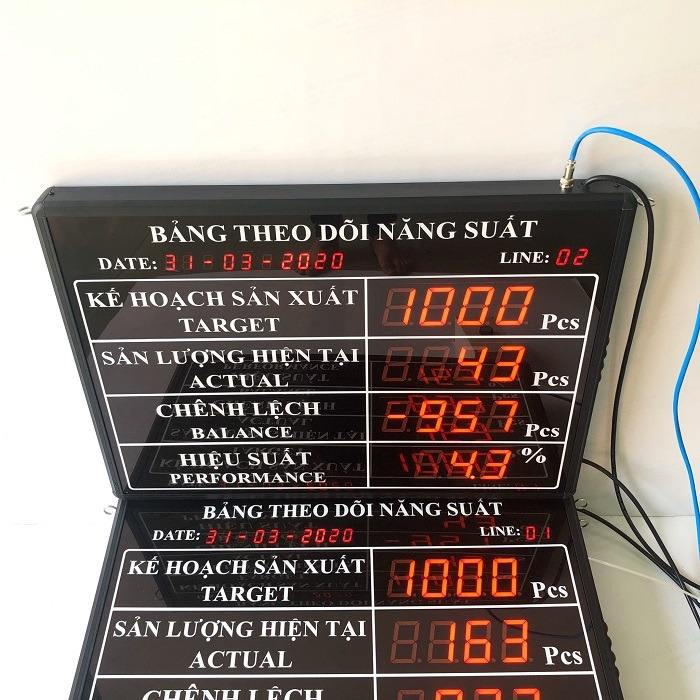 BẢNG THEO DÕI NĂNG SUẤT
DATE: 31-03-2020 LINE: 02
KẾ HOẠCH SẢN XUẤT
TARGET
1000 Pcs
SẢN LƯỢNG HIỆN TẠI
ACTUAL
43 Pcs
CHÊNH LỆCH
BALANCE
-957 Pcs
HIỆU SUẤT
PERFORMANCE
4.3 %
BẢNG THEO DÕI NĂNG SUẤT
DATE: 31-03-2020 LINE: 01
KẾ HOẠCH SẢN XUẤT
TARGET
1000 Pcs
SẢN LƯỢNG HIỆN TẠI
ACTUAL
163 Pcs
CHÊNH LỆCH